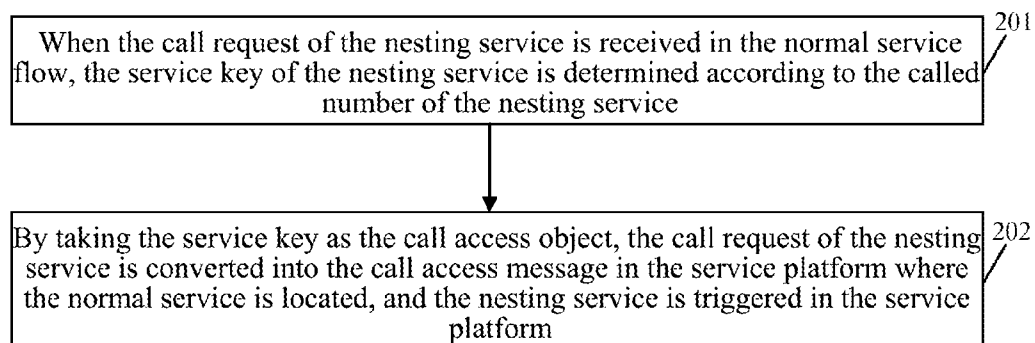 201
When the call request of the nesting service is received in the normal service
flow, the service key of the nesting service is determined according to the called
number of the nesting service
202
By taking the service key as the call access object, the call request of the nesting
service is converted into the call access message in the service platform where
the normal service is located, and the nesting service is triggered in the service
platform